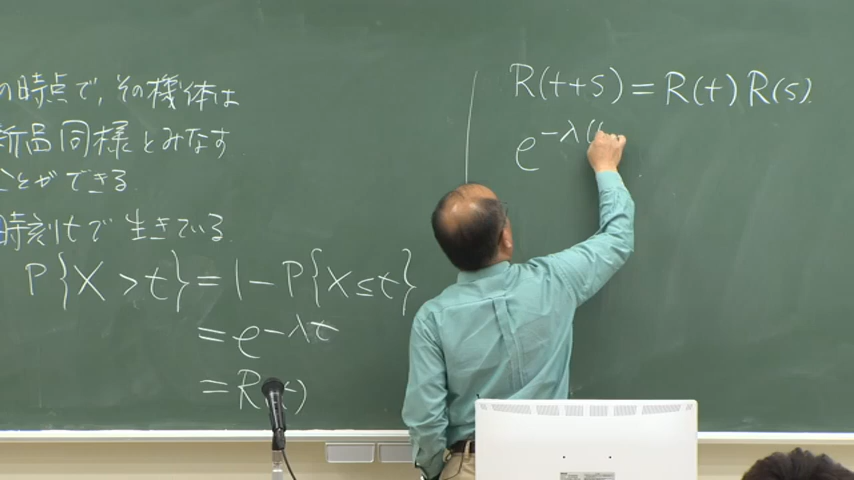 の時点で,その機体は
新品同様とみなす
ことができる.
時刻tで生きている.
P{X>t}=1-P{X≤t}
=e^{-λt}
=R(t)
R(t+s)=R(t)R(s).
e^{-λ(